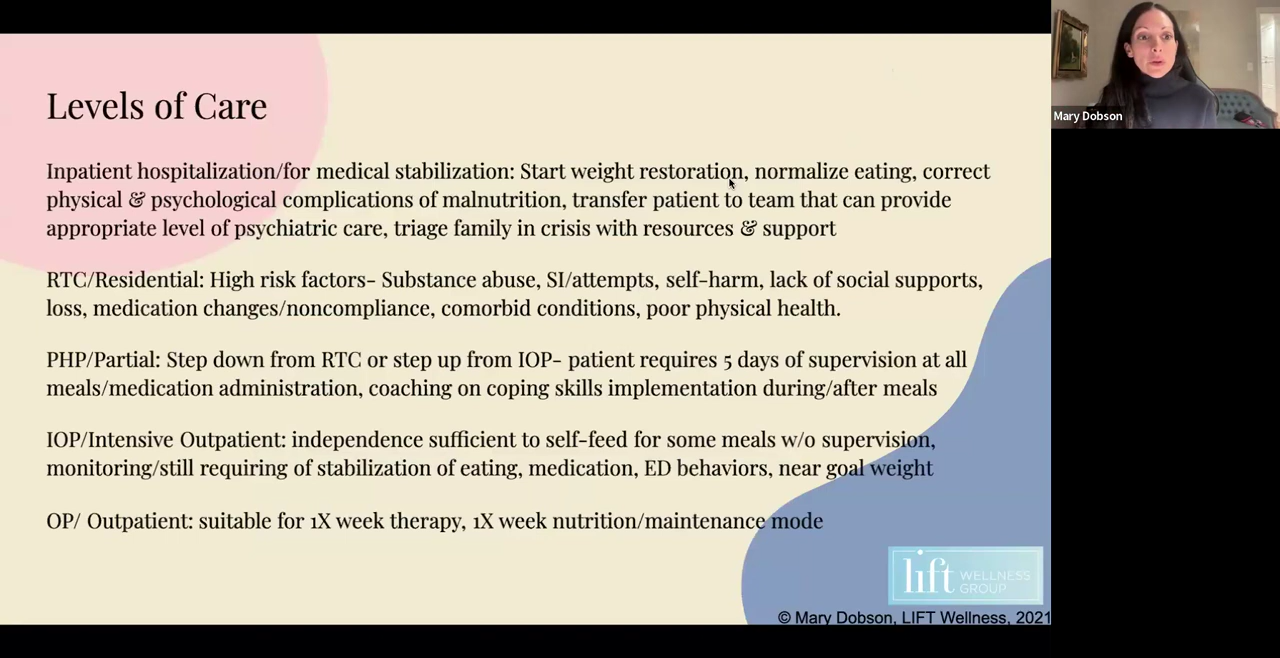 Levels of Care
Inpatient hospitalization/for medical stabilization: Start weight restoration, normalize eating, correct
physical & psychological complications of malnutrition, transfer patient to team that can provide
appropriate level of psychiatric care, triage family in crisis with resources & support
RTC/Residential: High risk factors- Substance abuse, SI/attempts, self-harm, lack of social supports,
loss, medication changes/noncompliance, comorbid conditions, poor physical health.
PHP/Partial: Step down from RTC or step up from IOP- patient requires 5 days of supervision at all
meals/medication administration, coaching on coping skills implementation during/after meals
IOP/Intensive Outpatient: independence sufficient to self-feed for some meals w/o supervision,
monitoring/still requiring of stabilization of eating, medication, ED behaviors, near goal weight
OP/ Outpatient: suitable for 1X week therapy, 1X week nutrition/maintenance mode
lift WELLNESS
GROUP
© Mary Dobson, LIFT Wellness, 2021
Mary Dobson